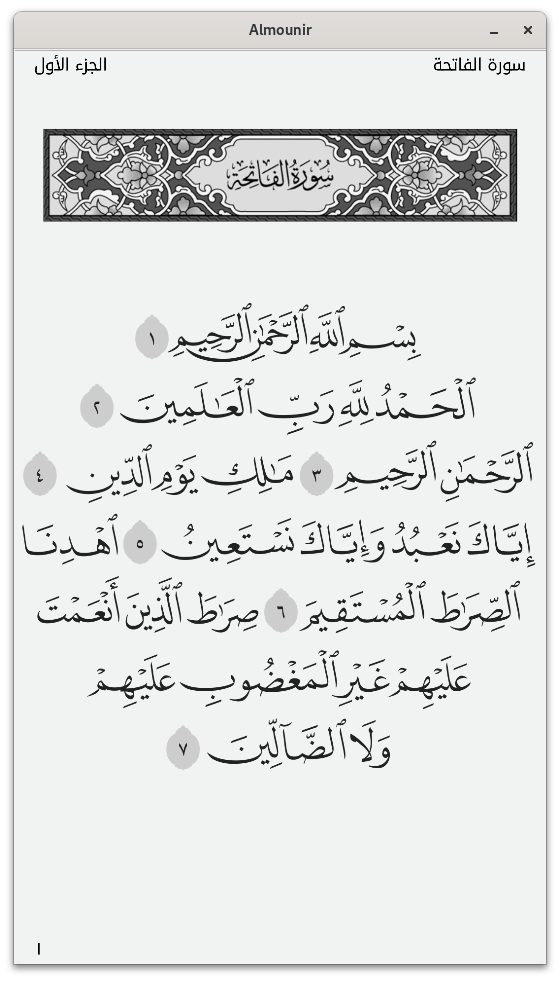 Almounir
سورة الفاتحة
الجزء الأول
سُورَةُ الفَاتِحَةِ
بِسْمِ ٱللَّهِ ٱلرَّحْمَٰنِ ٱلرَّحِيمِ ١
ٱلْحَمْدُ لِلَّهِ رَبِّ ٱلْعَٰلَمِينَ ٢
ٱلرَّحْمَٰنِ ٱلرَّحِيمِ ٣ مَٰلِكِ يَوْمِ ٱلدِّينِ ٤
إِيَّاكَ نَعْبُدُ وَإِيَّاكَ نَسْتَعِينُ ٥ ٱهْدِنَا
ٱلصِّرَٰطَ ٱلْمُسْتَقِيمَ ٦ صِرَٰطَ ٱلَّذِينَ أَنْعَمْتَ
عَلَيْهِمْ غَيْرِ ٱلْمَغْضُوبِ عَلَيْهِمْ
وَلَا ٱلضَّآلِّينَ ٧
١